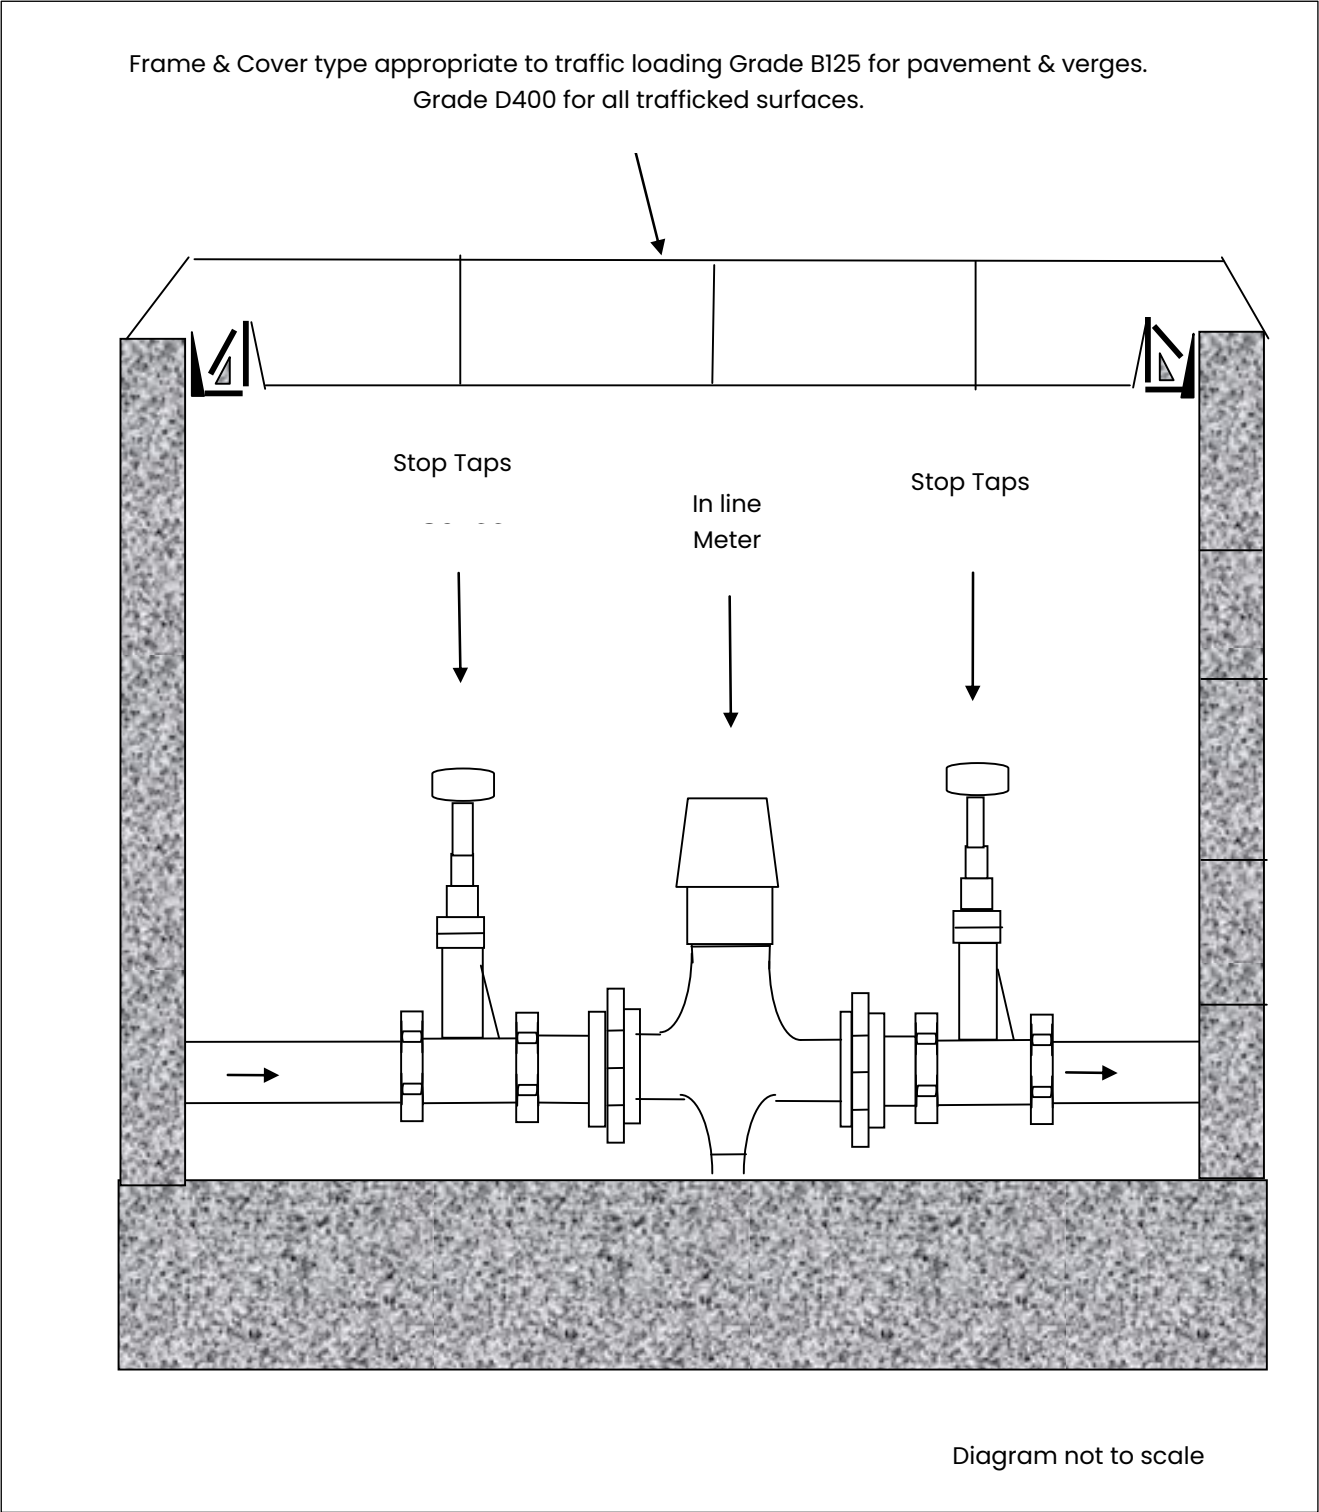 Frame & Cover type appropriate to traffic loading Grade B125 for pavement & verges.
Grade D400 for all trafficked surfaces.
Stop Taps
Stop Taps
In line
Meter
Diagram not to scale